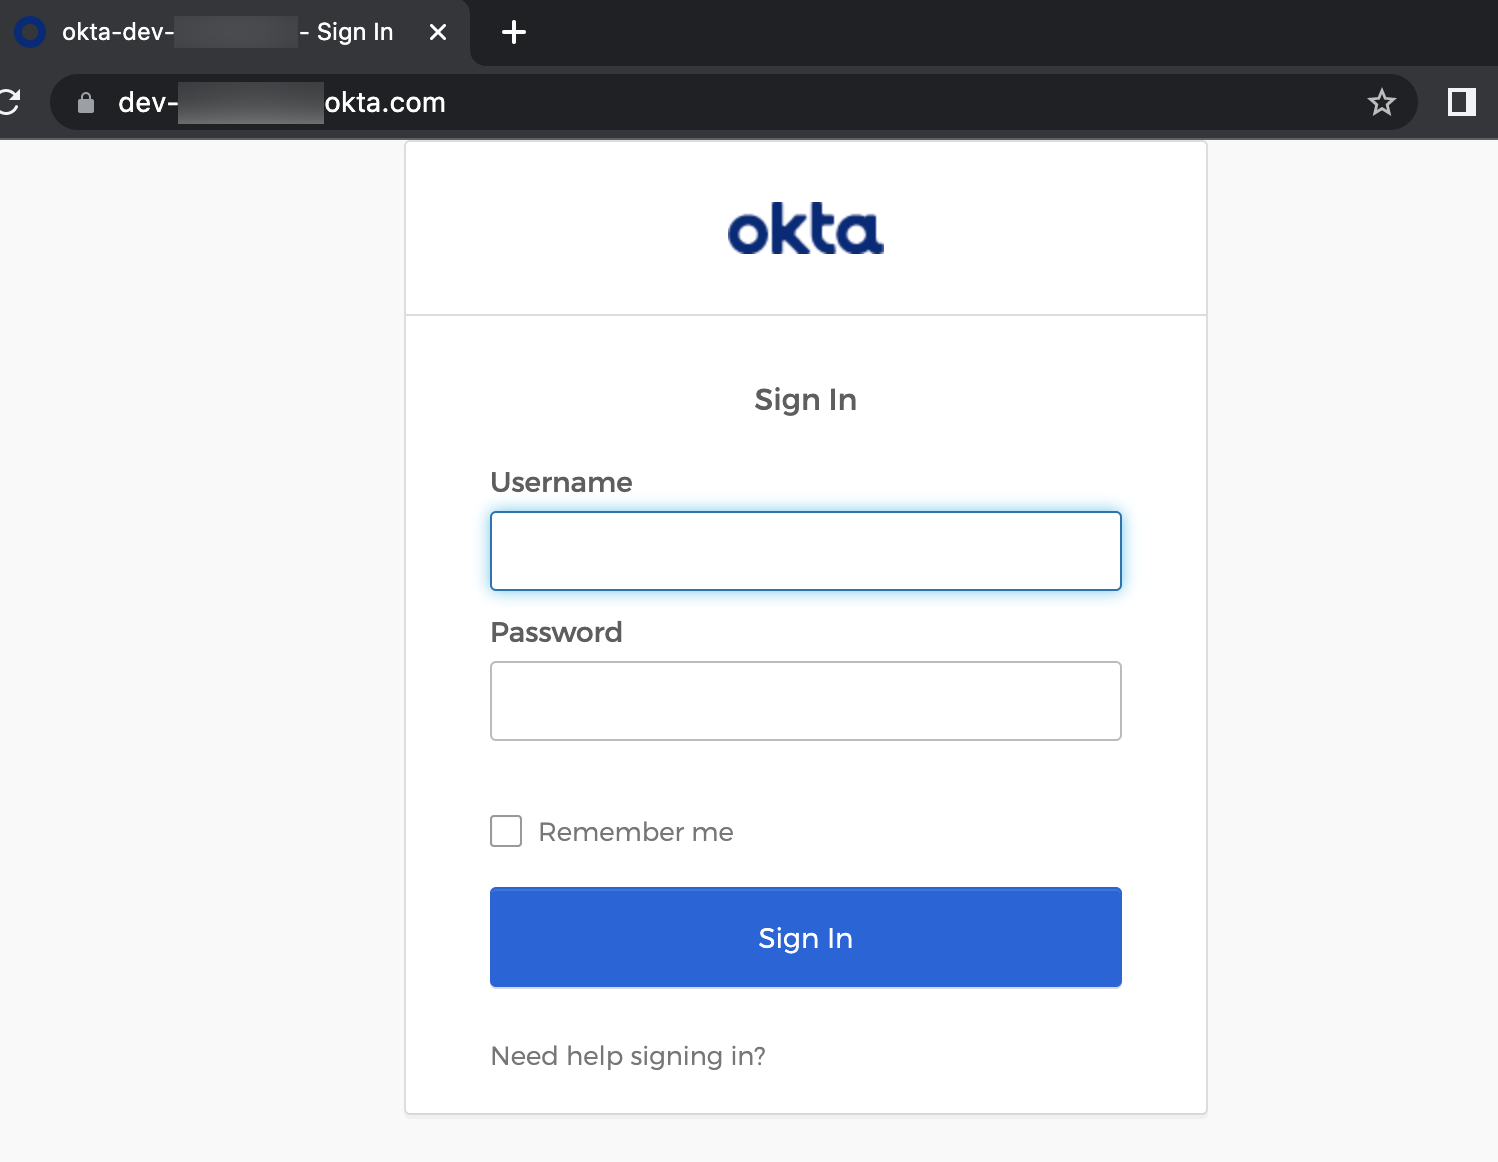 okta-dev- - Sign In
dev- okta.com
okta
Sign In
Username
Password
Remember me
Sign In
Need help signing in?